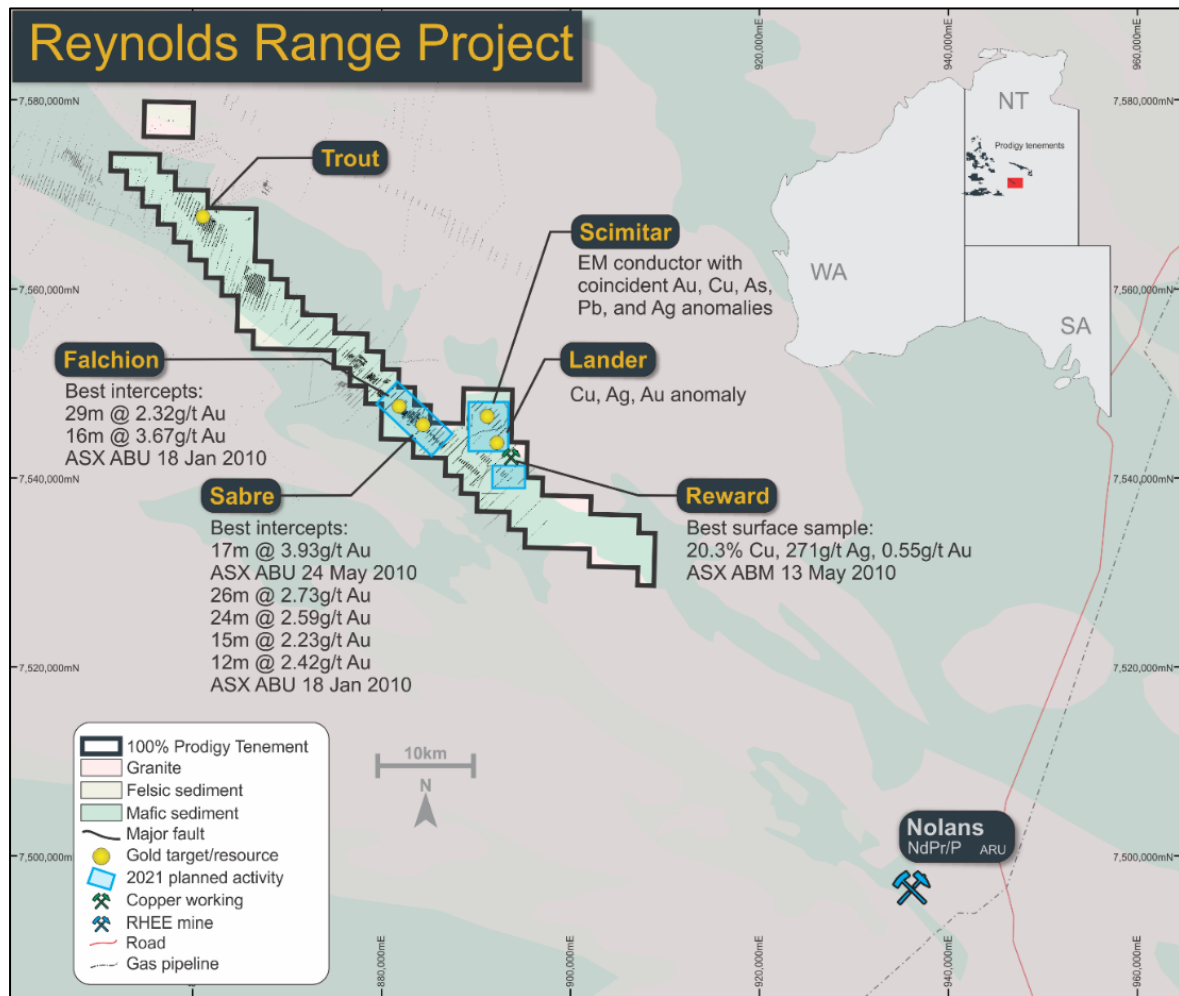 Reynolds Range Project
920,000mE
940,000mE
960,000mE
7,580,000mN
7,580,000mN
NT
Prodigy tenements
WA
SA
Trout
Scimitar
EM conductor with
coincident Au, Cu, As,
Pb, and Ag anomalies
7,560,000mN
7,560,000mN
Falchion
Best intercepts:
29m @ 2.32g/t Au
16m @ 3.67g/t Au
ASX ABU 18 Jan 2010
Lander
Cu, Ag, Au anomaly
7,540,000mN
7,540,000mN
Sabre
Best intercepts:
17m @ 3.93g/t Au
ASX ABU 24 May 2010
26m @ 2.73g/t Au
24m @ 2.59g/t Au
15m @ 2.23g/t Au
12m @ 2.42g/t Au
ASX ABU 18 Jan 2010
Reward
Best surface sample:
20.3% Cu, 271g/t Ag, 0.55g/t Au
ASX ABM 13 May 2010
7,520,000mN
7,520,000mN
100% Prodigy Tenement
Granite
Felsic sediment
Mafic sediment
Major fault
Gold target/resource
2021 planned activity
Copper working
RHEE mine
Road
Gas pipeline
10km
N
Nolans
NdPr/P ARU
7,500,000mN
7,500,000mN
880,000mE
900,000mE
920,000mE
940,000mE
960,000mE